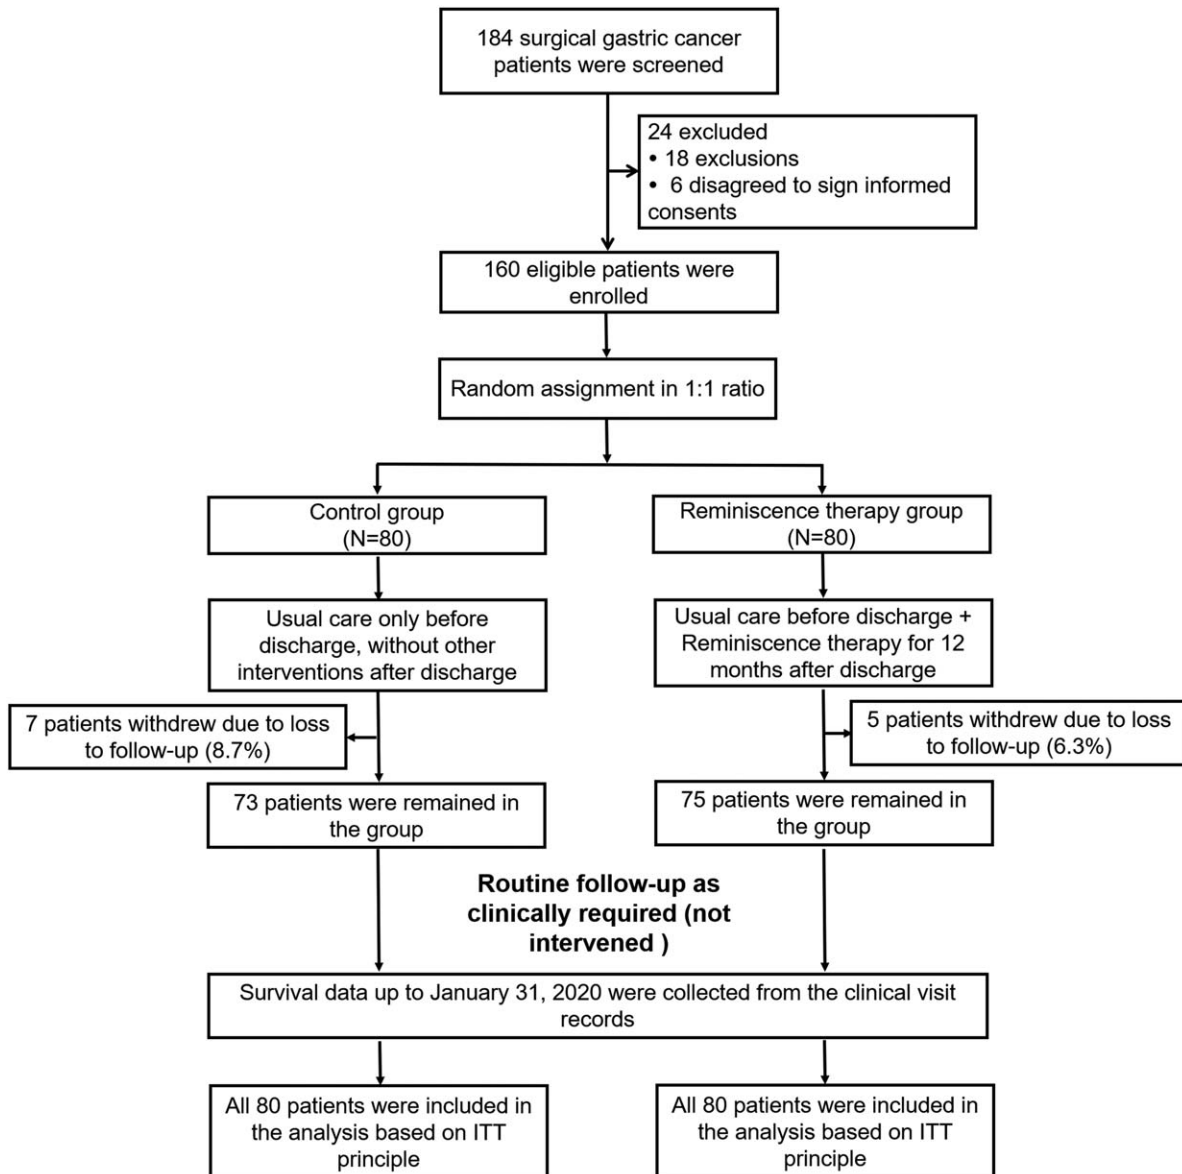 184 surgical gastric cancer
patients were screened
24 excluded
• 18 exclusions
• 6 disagreed to sign informed
consents
160 eligible patients were
enrolled
Random assignment in 1:1 ratio
Control group
(N=80)
Reminiscence therapy group
(N=80)
Usual care only before
discharge, without other
interventions after discharge
Usual care before discharge +
Reminiscence therapy for 12
months after discharge
7 patients withdrew due to loss
to follow-up (8.7%)
5 patients withdrew due to loss
to follow-up (6.3%)
73 patients were remained in
the group
75 patients were remained in
the group
Routine follow-up as
clinically required (not
intervened )
Survival data up to January 31, 2020 were collected from the clinical visit
records
All 80 patients were included in
the analysis based on ITT
principle
All 80 patients were included in
the analysis based on ITT
principle